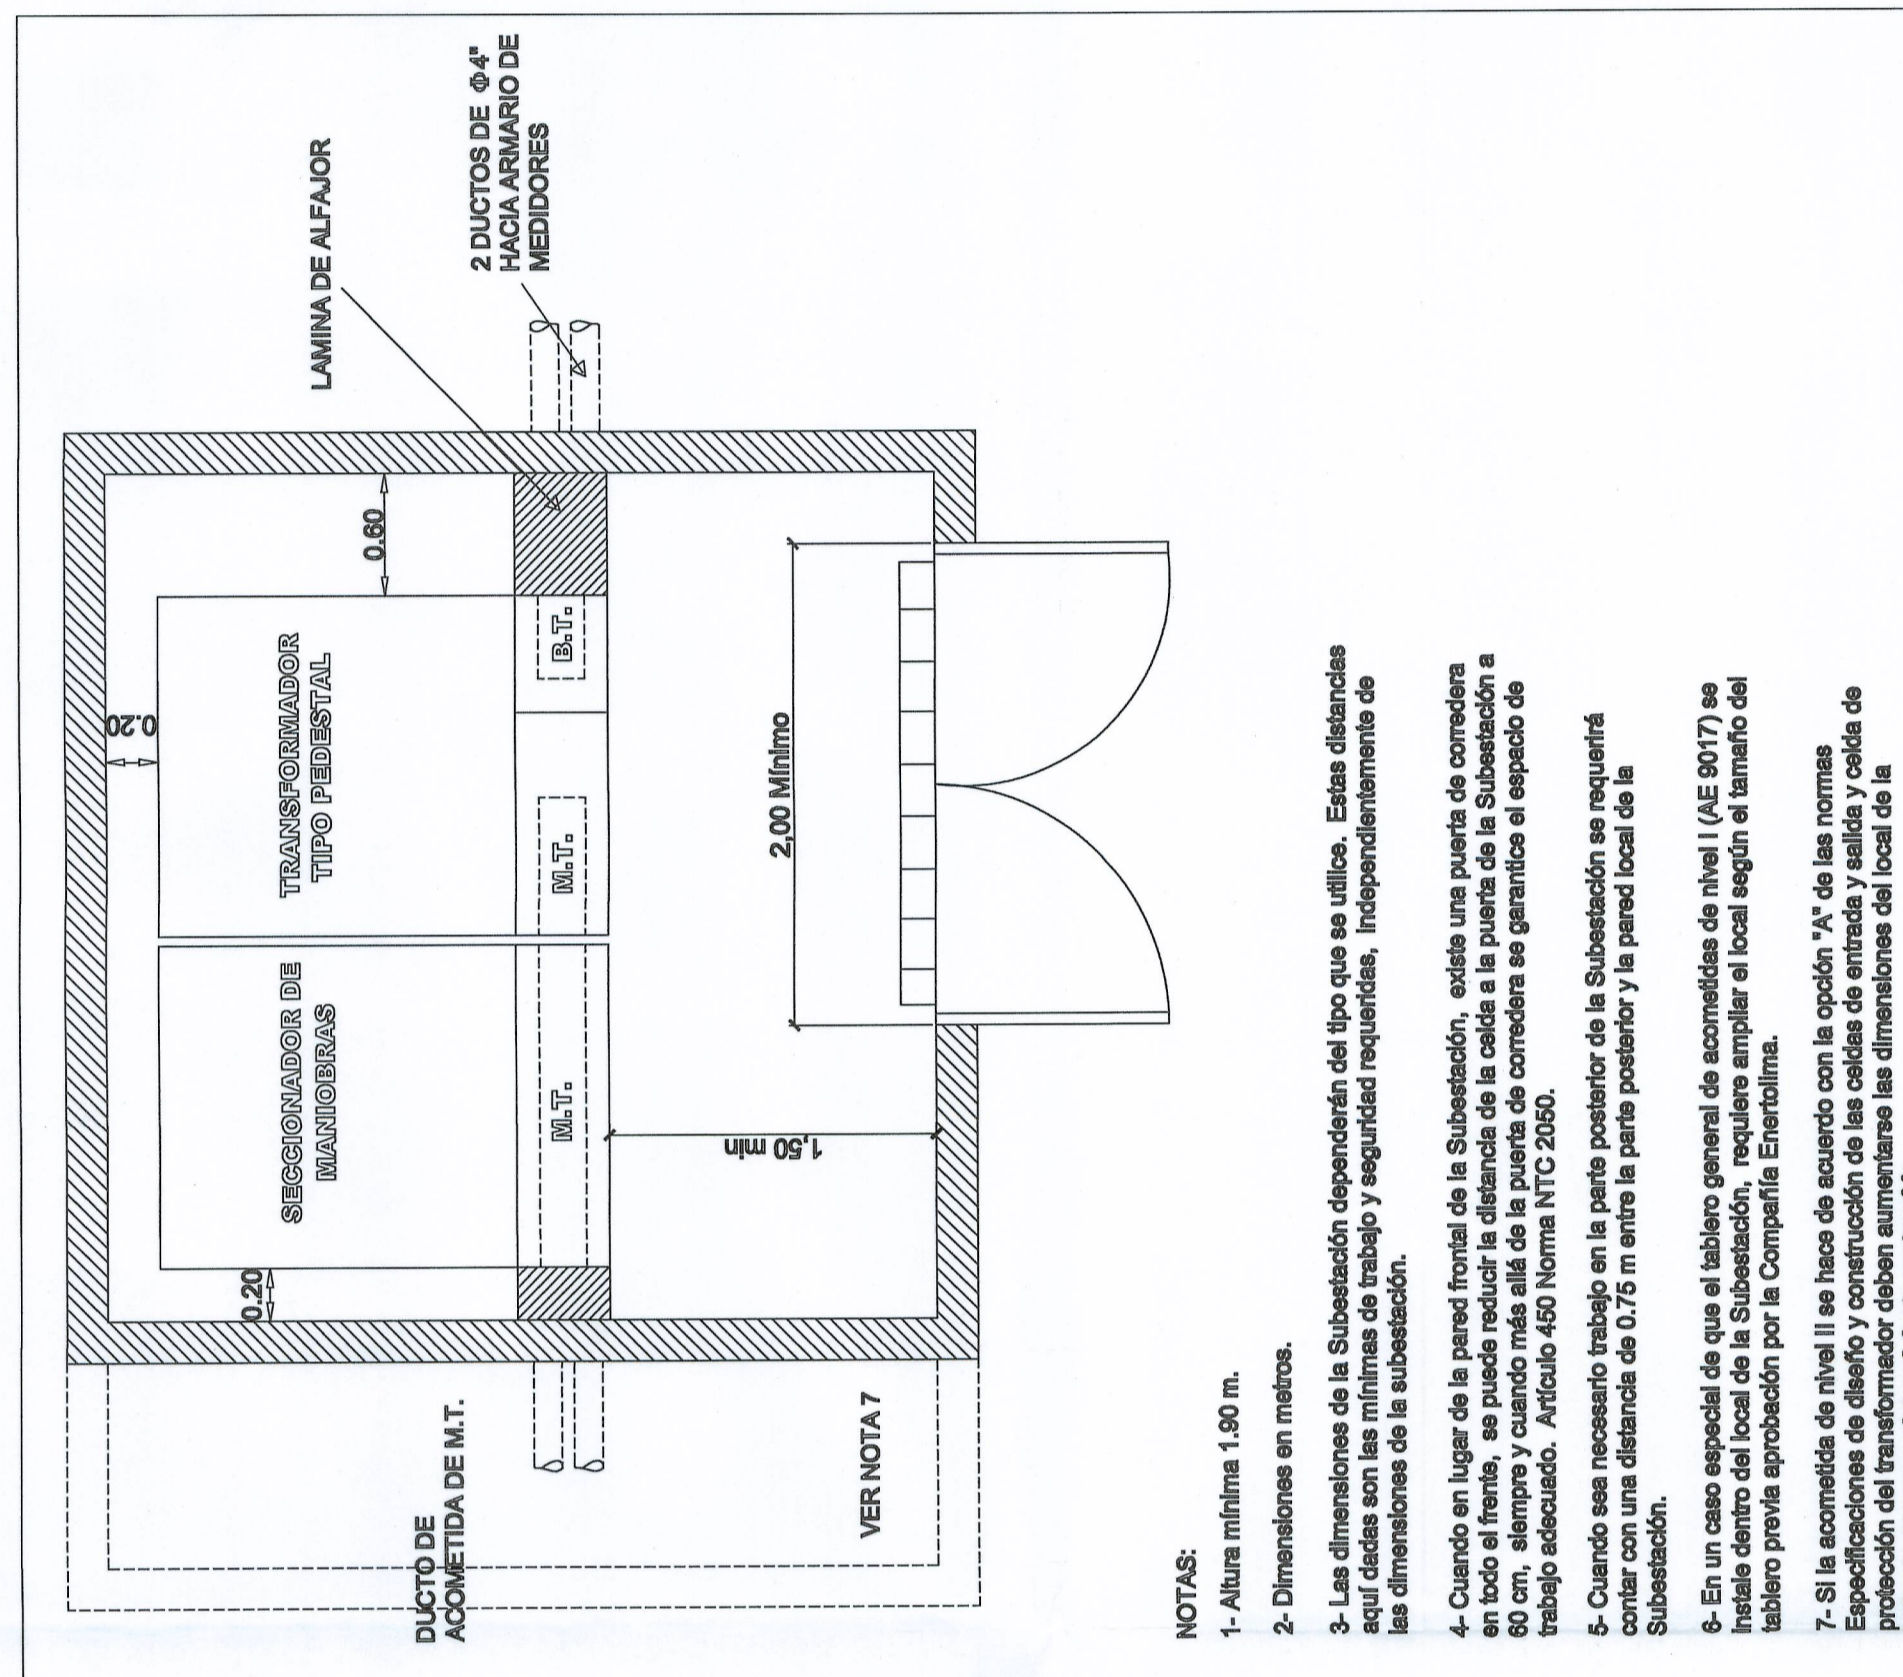 2 DUCTOS DE Φ4"
HACIA ARMARIO DE
MEDIDORES
LAMINA DE ALFAJOR
0.60
0.20
TRANSFORMADOR
TIPO PEDESTAL
B.T.
M.T.
2,00 Mínimo
SECCIONADOR DE
MANIOBRAS
M.T.
1,50 min
0.20
DUCTO DE
ACOMETIDA DE M.T.
VER NOTA 7
NOTAS:
1- Altura mínima 1.90 m.
2- Dimensiones en metros.
3- Las dimensiones de la Subestación dependerán del tipo que se utilice. Estas distancias
aquí dadas son las mínimas de trabajo y seguridad requeridas, independientemente de
las dimensiones de la subestación.
4- Cuando en lugar de la pared frontal de la Subestación, existe una puerta de corredera
en todo el frente, se puede reducir la distancia de la celda a la puerta de la Subestación a
60 cm, siempre y cuando más allá de la puerta de corredera se garantice el espacio de
trabajo adecuado. Artículo 450 Norma NTC 2050.
5- Cuando sea necesario trabajo en la parte posterior de la Subestación se requerirá
contar con una distancia de 0.75 m entre la parte posterior y la pared local de la
Subestación.
6- En un caso especial de que el tablero general de acometidas de nivel I (AE 9017) se
instale dentro del local de la Subestación, requiere ampliar el local según el tamaño del
tablero previa aprobación por la Compañía Enertolima.
7- Si la acometida de nivel II se hace de acuerdo con la opción "A" de las normas
Especificaciones de diseño y construcción de las celdas de entrada y salida y celda de
protección del transformador deben aumentarse las dimensiones del local de la